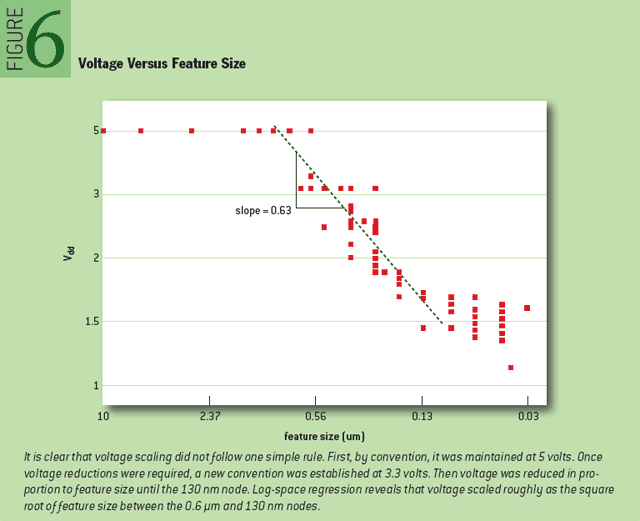 FIGURE 6
Voltage Versus Feature Size
5
3
slope = 0.63
2
Vdd
1.5
1
10 2.37 0.56 0.13 0.03
feature size (um)
It is clear that voltage scaling did not follow one simple rule. First, by convention, it was maintained at 5 volts. Once
voltage reductions were required, a new convention was established at 3.3 volts. Then voltage was reduced in pro-
portion to feature size until the 130 nm node. Log-space regression reveals that voltage scaled roughly as the square
root of feature size between the 0.6 µm and 130 nm nodes.